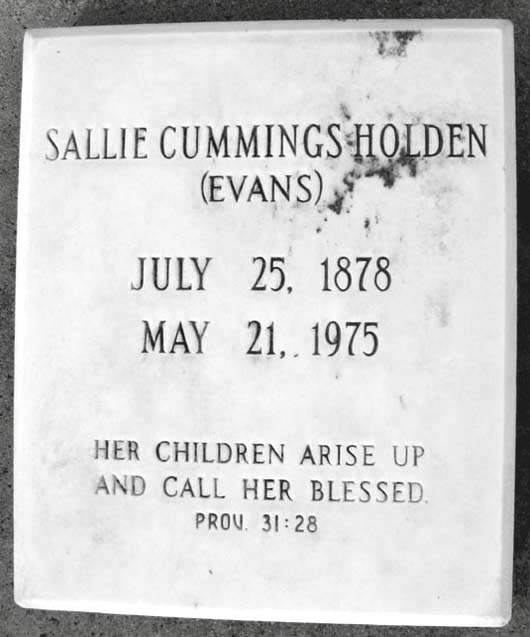 SALLIE CUMMINGS HOLDEN
(EVANS)
JULY 25, 1878
MAY 21, 1975
HER CHILDREN ARISE UP
AND CALL HER BLESSED.
PROV. 31:28